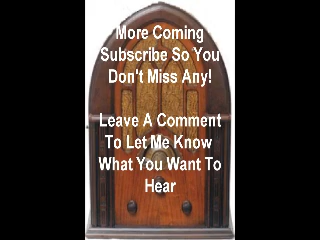 More Coming
Subscribe So You
Don't Miss Any!
Leave A Comment
To Let Me Know
What You Want To
Hear